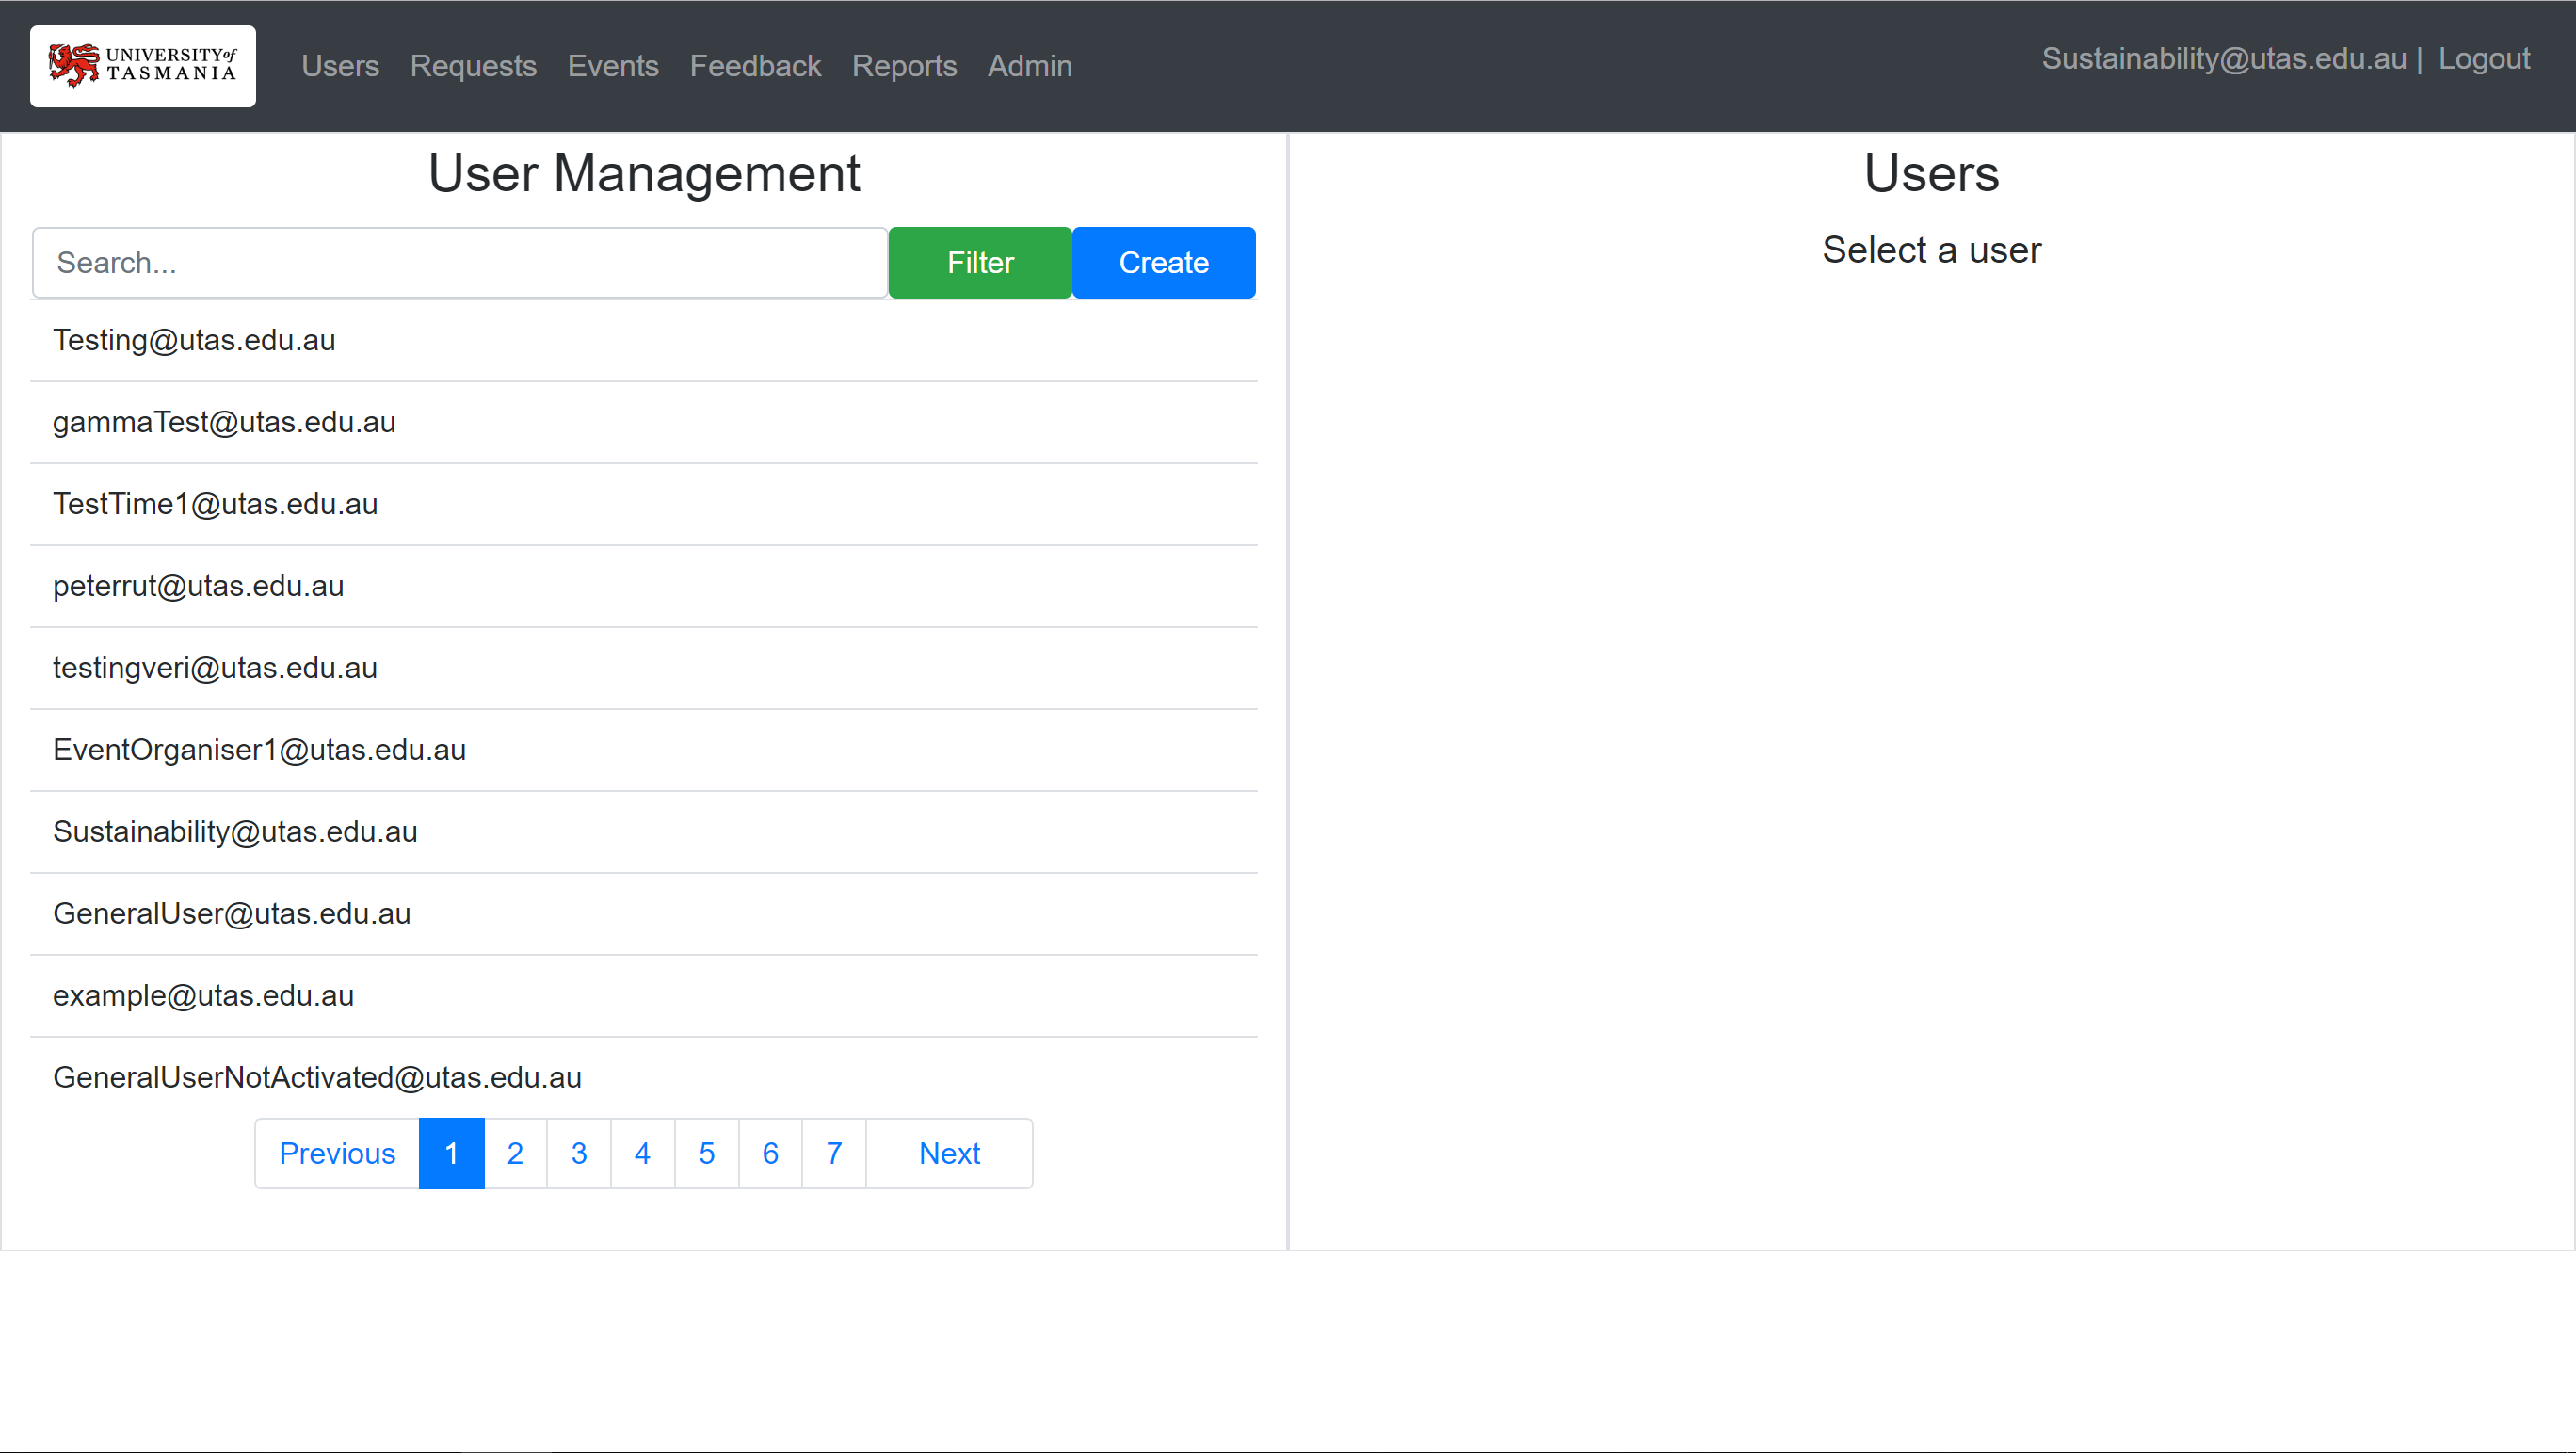 UNIVERSITY of
TASMANIA
Users Requests Events Feedback Reports Admin
Sustainability@utas.edu.au | Logout
User Management
Search...
Filter
Create
Testing@utas.edu.au
gammaTest@utas.edu.au
TestTime1@utas.edu.au
peterrut@utas.edu.au
testingveri@utas.edu.au
EventOrganiser1@utas.edu.au
Sustainability@utas.edu.au
GeneralUser@utas.edu.au
example@utas.edu.au
GeneralUserNotActivated@utas.edu.au
Previous 1 2 3 4 5 6 7 Next
Users
Select a user